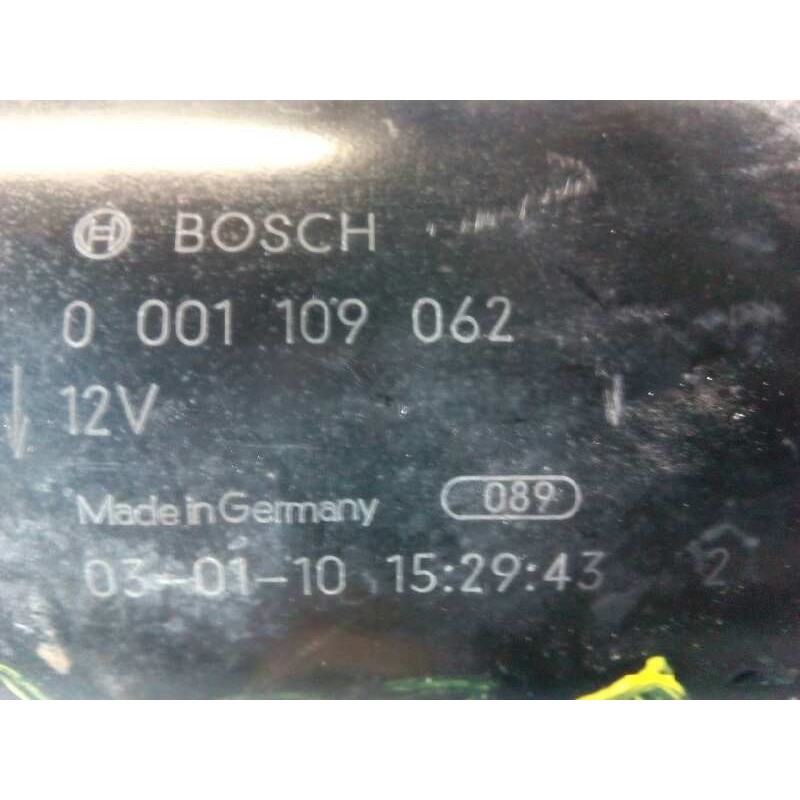 BOSCH
0 001 109 062
12V
Made in Germany 089
03-01-10 15:29:43 2